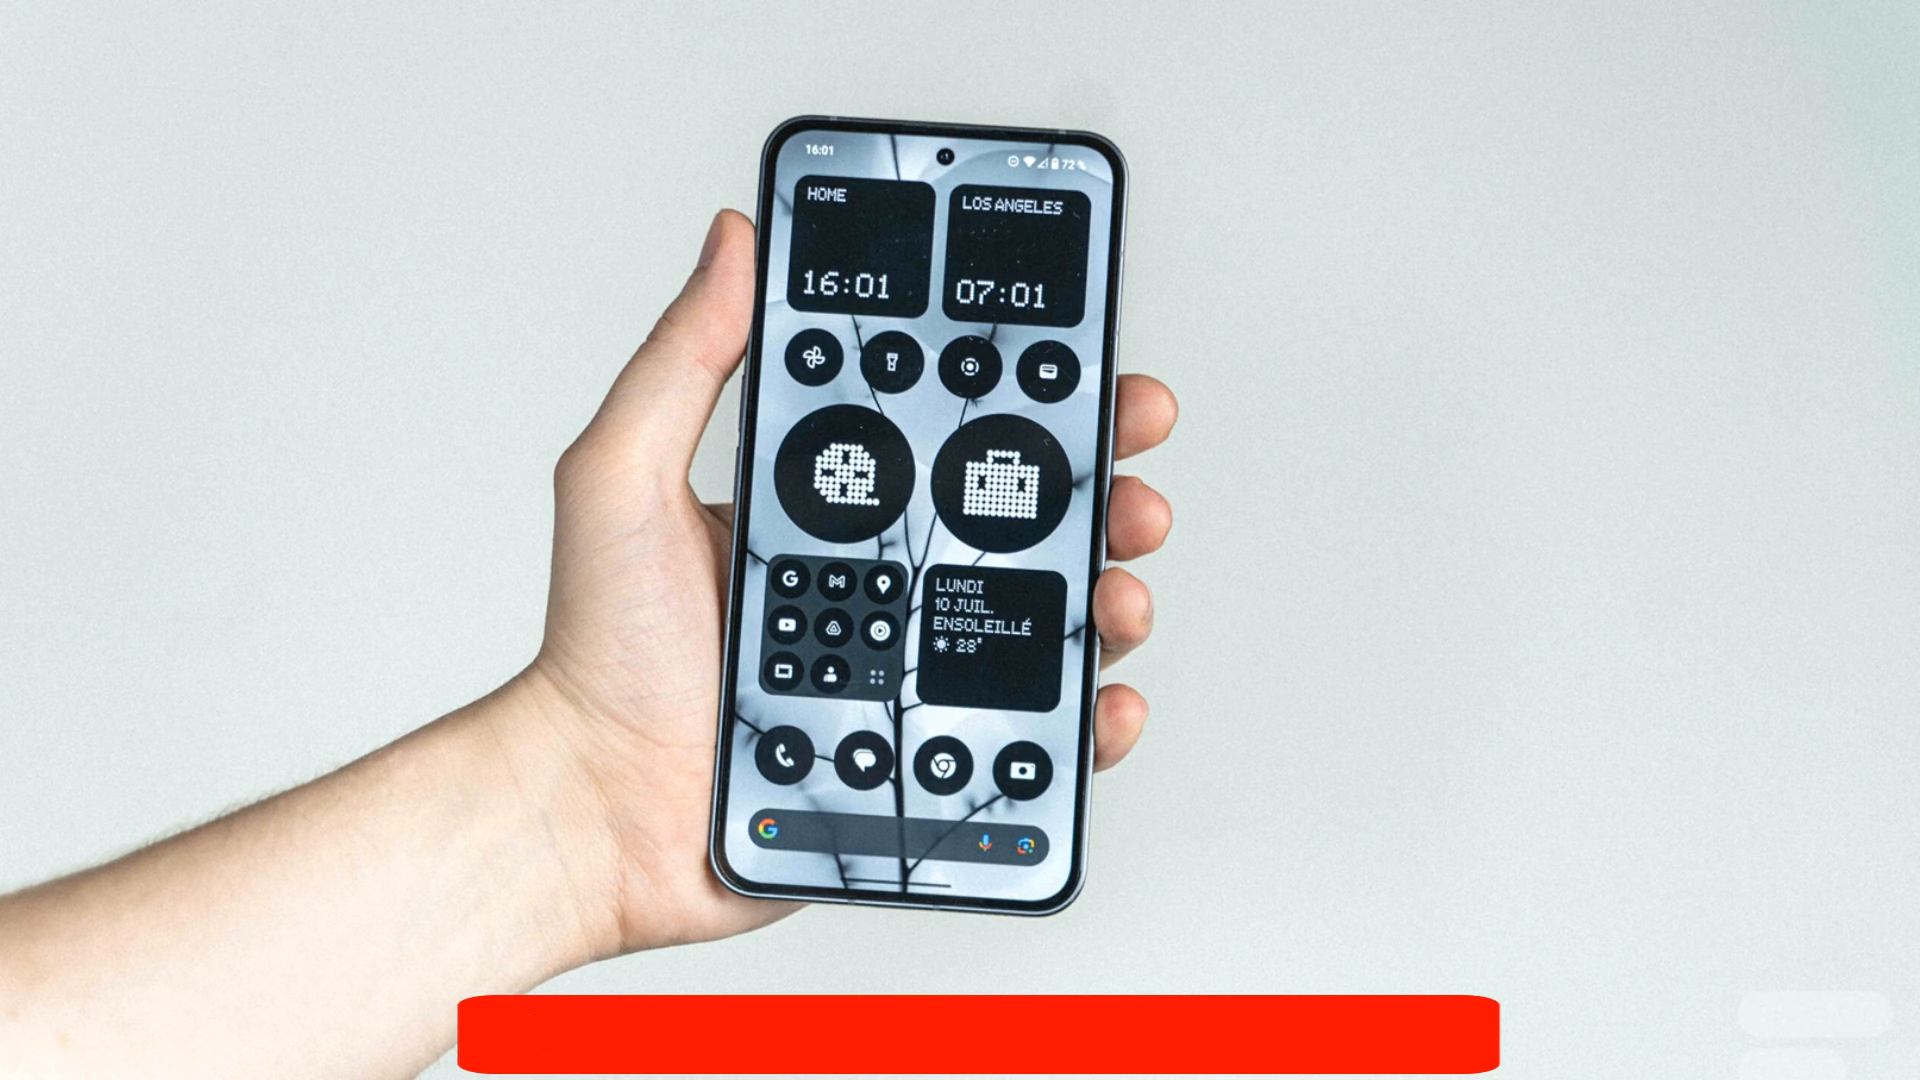 16:01
72 %
HOME
16:01
LOS ANGELES
07:01
LUNDI
10 JUIL.
ENSOLEILLÉ
28°